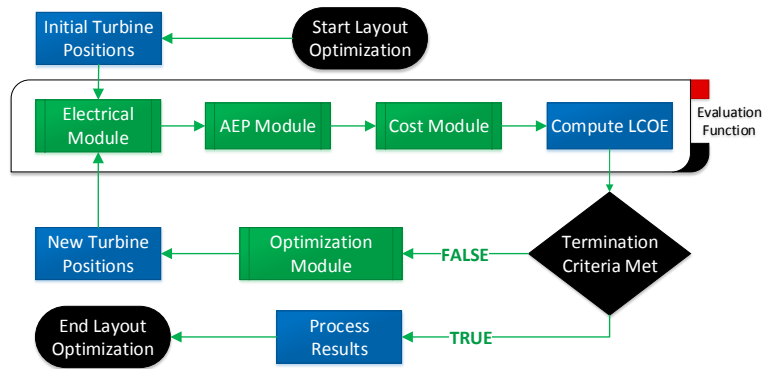 Initial Turbine
Positions
Start Layout
Optimization
Electrical
Module
AEP Module
Cost Module
Compute LCOE
Evaluation
Function
New Turbine
Positions
Optimization
Module
FALSE
Termination
Criteria Met
End Layout
Optimization
Process
Results
TRUE